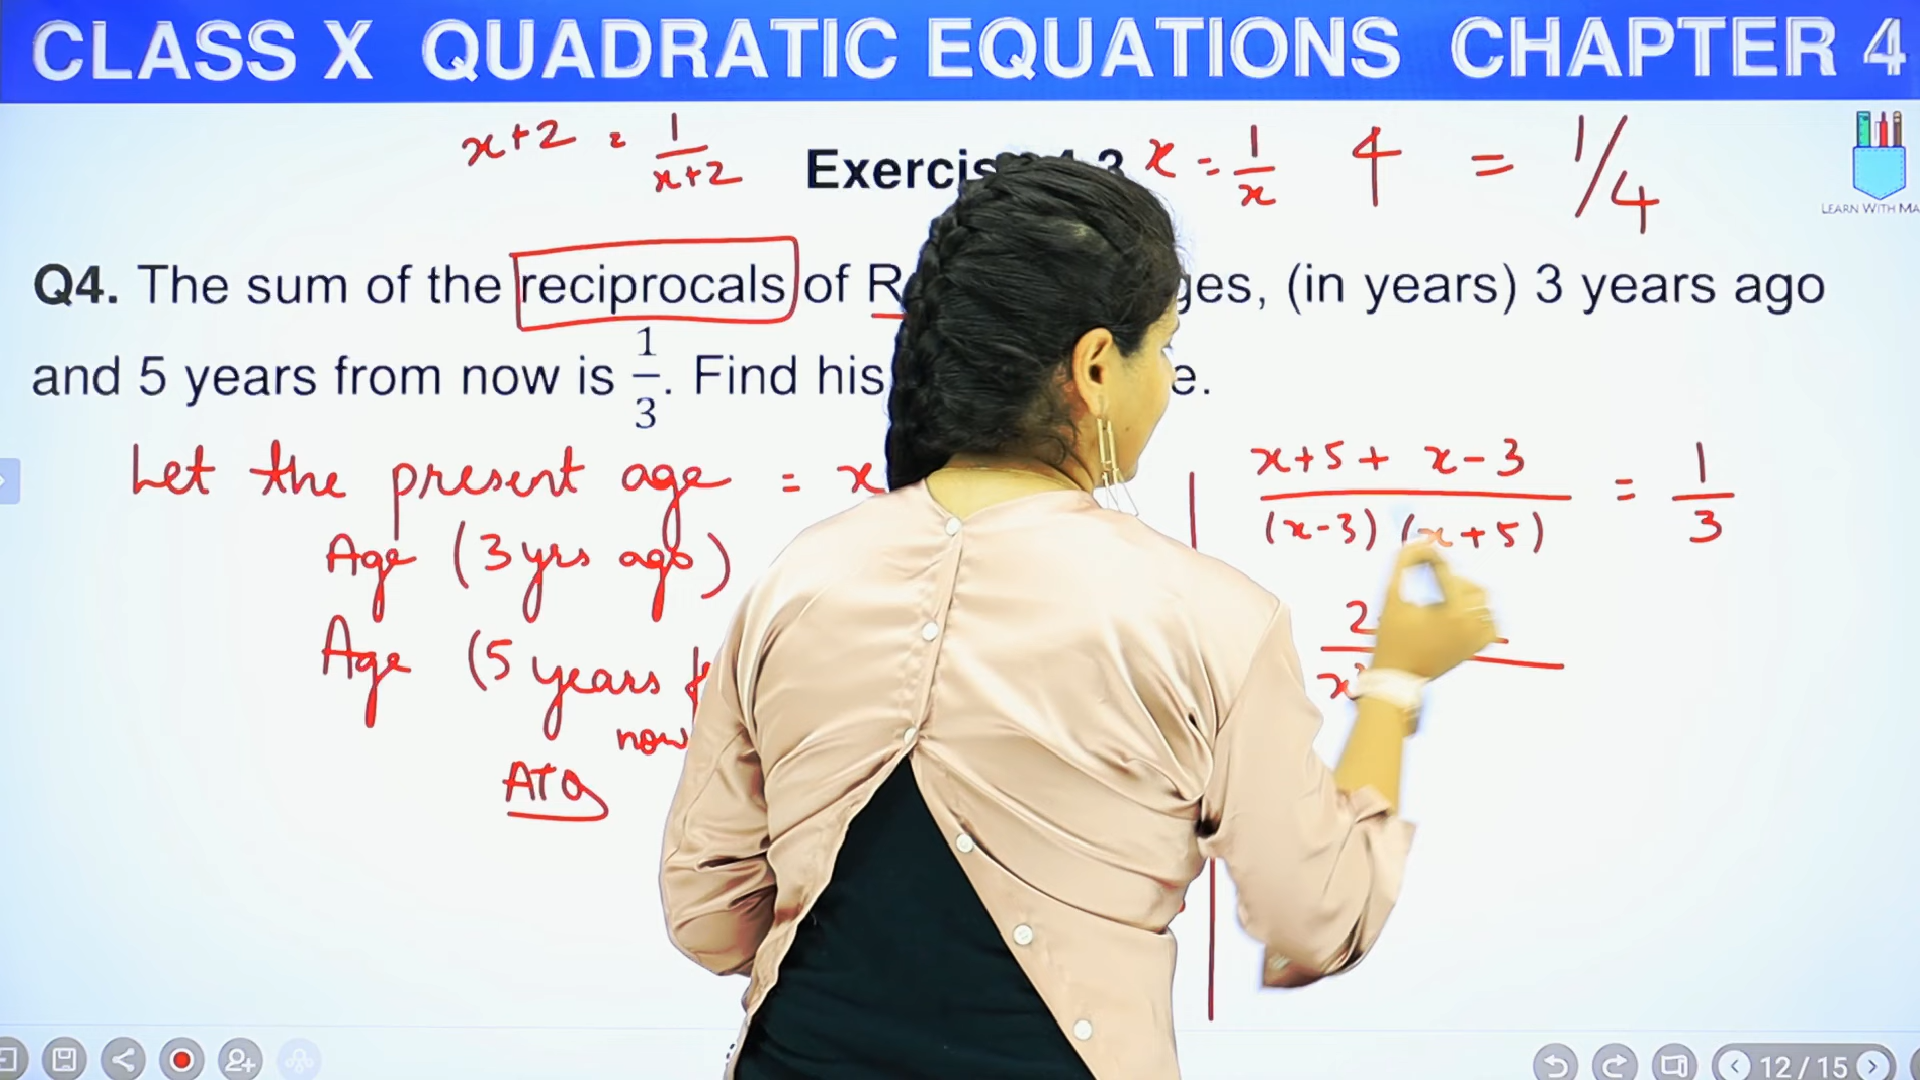 CLASS X QUADRATIC EQUATIONS CHAPTER 4
x+2 = 1/(x+2)
x = 1/x
4 = 1/4
LEARN WITH MA
Q4. The sum of the reciprocals of (in years) 3 years ago
and 5 years from now is 1/3. Find his
Let the present age = x
Age (3 yrs ago)
Age (5 years
now
ATQ
x+5 + x-3 / (x-3)(x+5) = 1/3
2
12 / 15